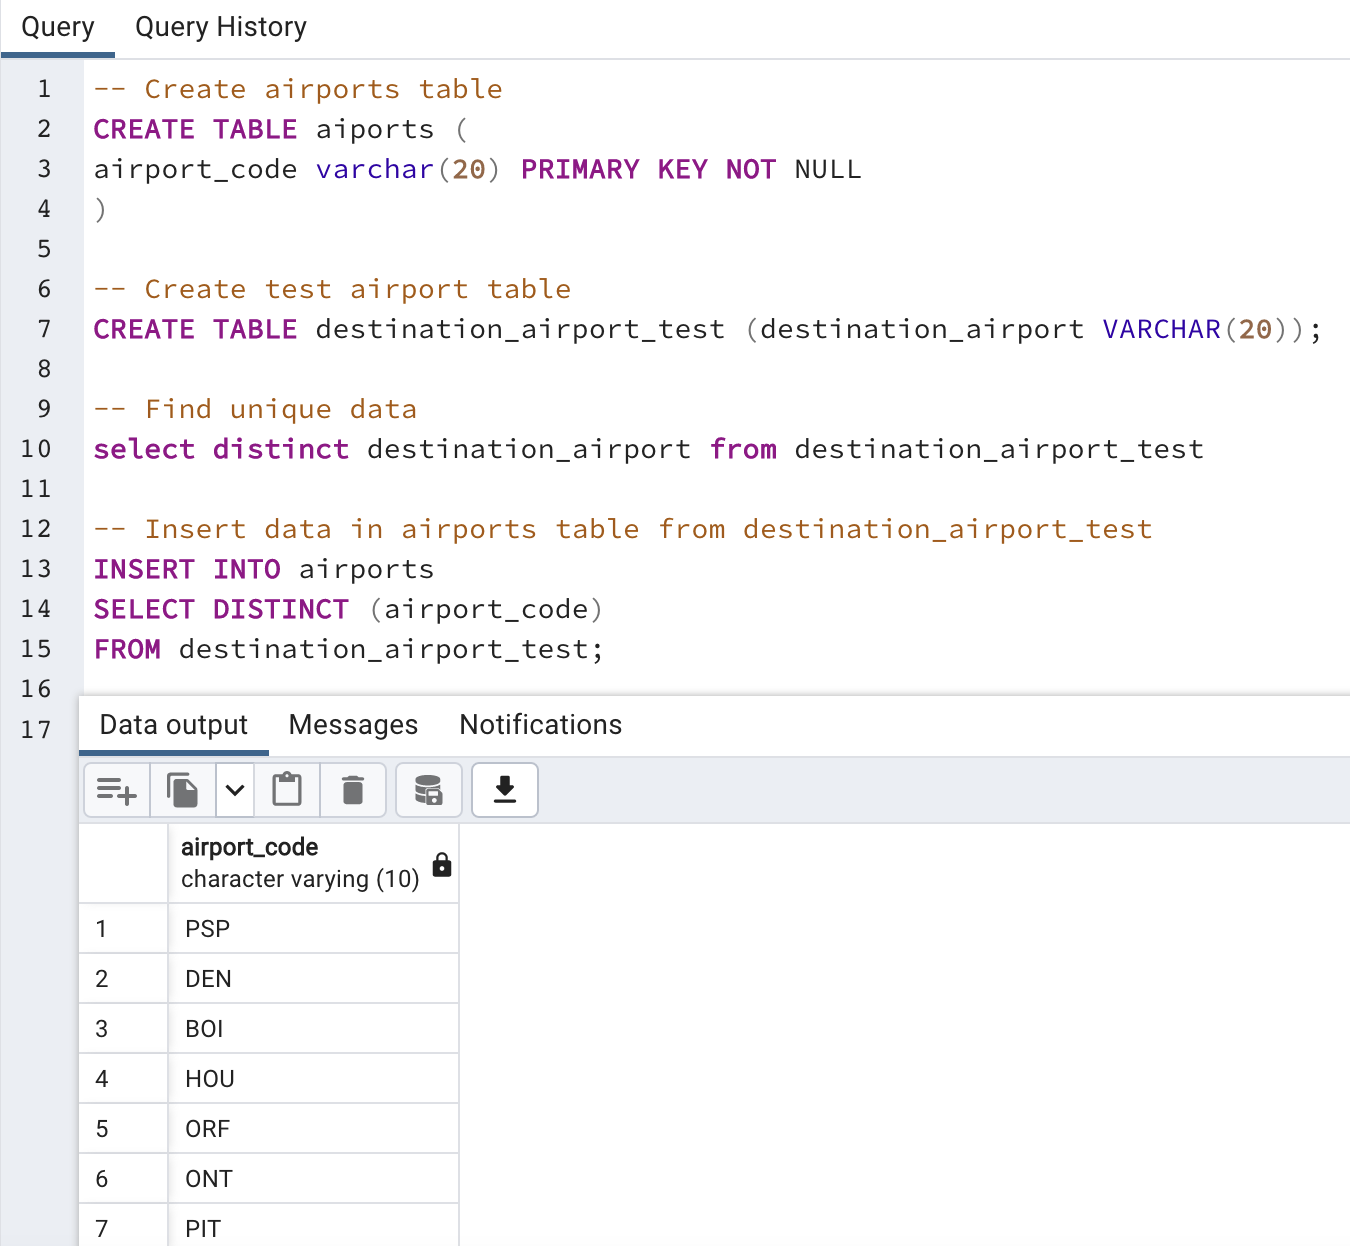 Query Query History
1 -- Create airports table
2 CREATE TABLE aiports (
3 airport_code varchar(20) PRIMARY KEY NOT NULL
4 )
5
6 -- Create test airport table
7 CREATE TABLE destination_airport_test (destination_airport VARCHAR(20));
8
9 -- Find unique data
10 select distinct destination_airport from destination_airport_test
11
12 -- Insert data in airports table from destination_airport_test
13 INSERT INTO airports
14 SELECT DISTINCT (airport_code)
15 FROM destination_airport_test;
16
17
Data output Messages Notifications
airport_code
character varying (10)
1 PSP
2 DEN
3 BOI
4 HOU
5 ORF
6 ONT
7 PIT